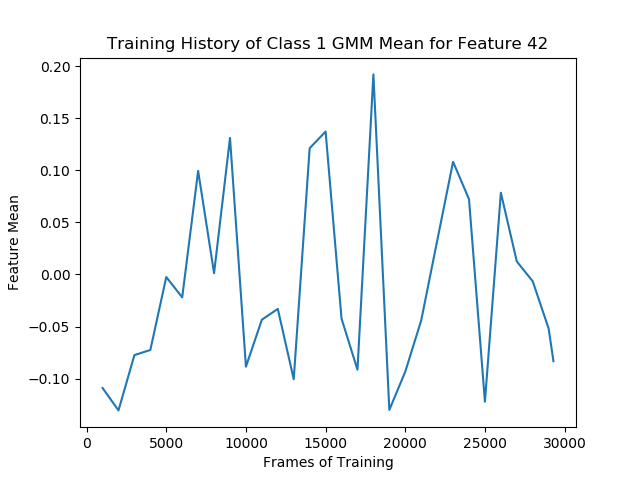 Training History of Class 1 GMM Mean for Feature 42
0.20
0.15
0.10
0.05
0.00
−0.05
−0.10
Feature Mean
0 5000 10000 15000 20000 25000 30000
Frames of Training